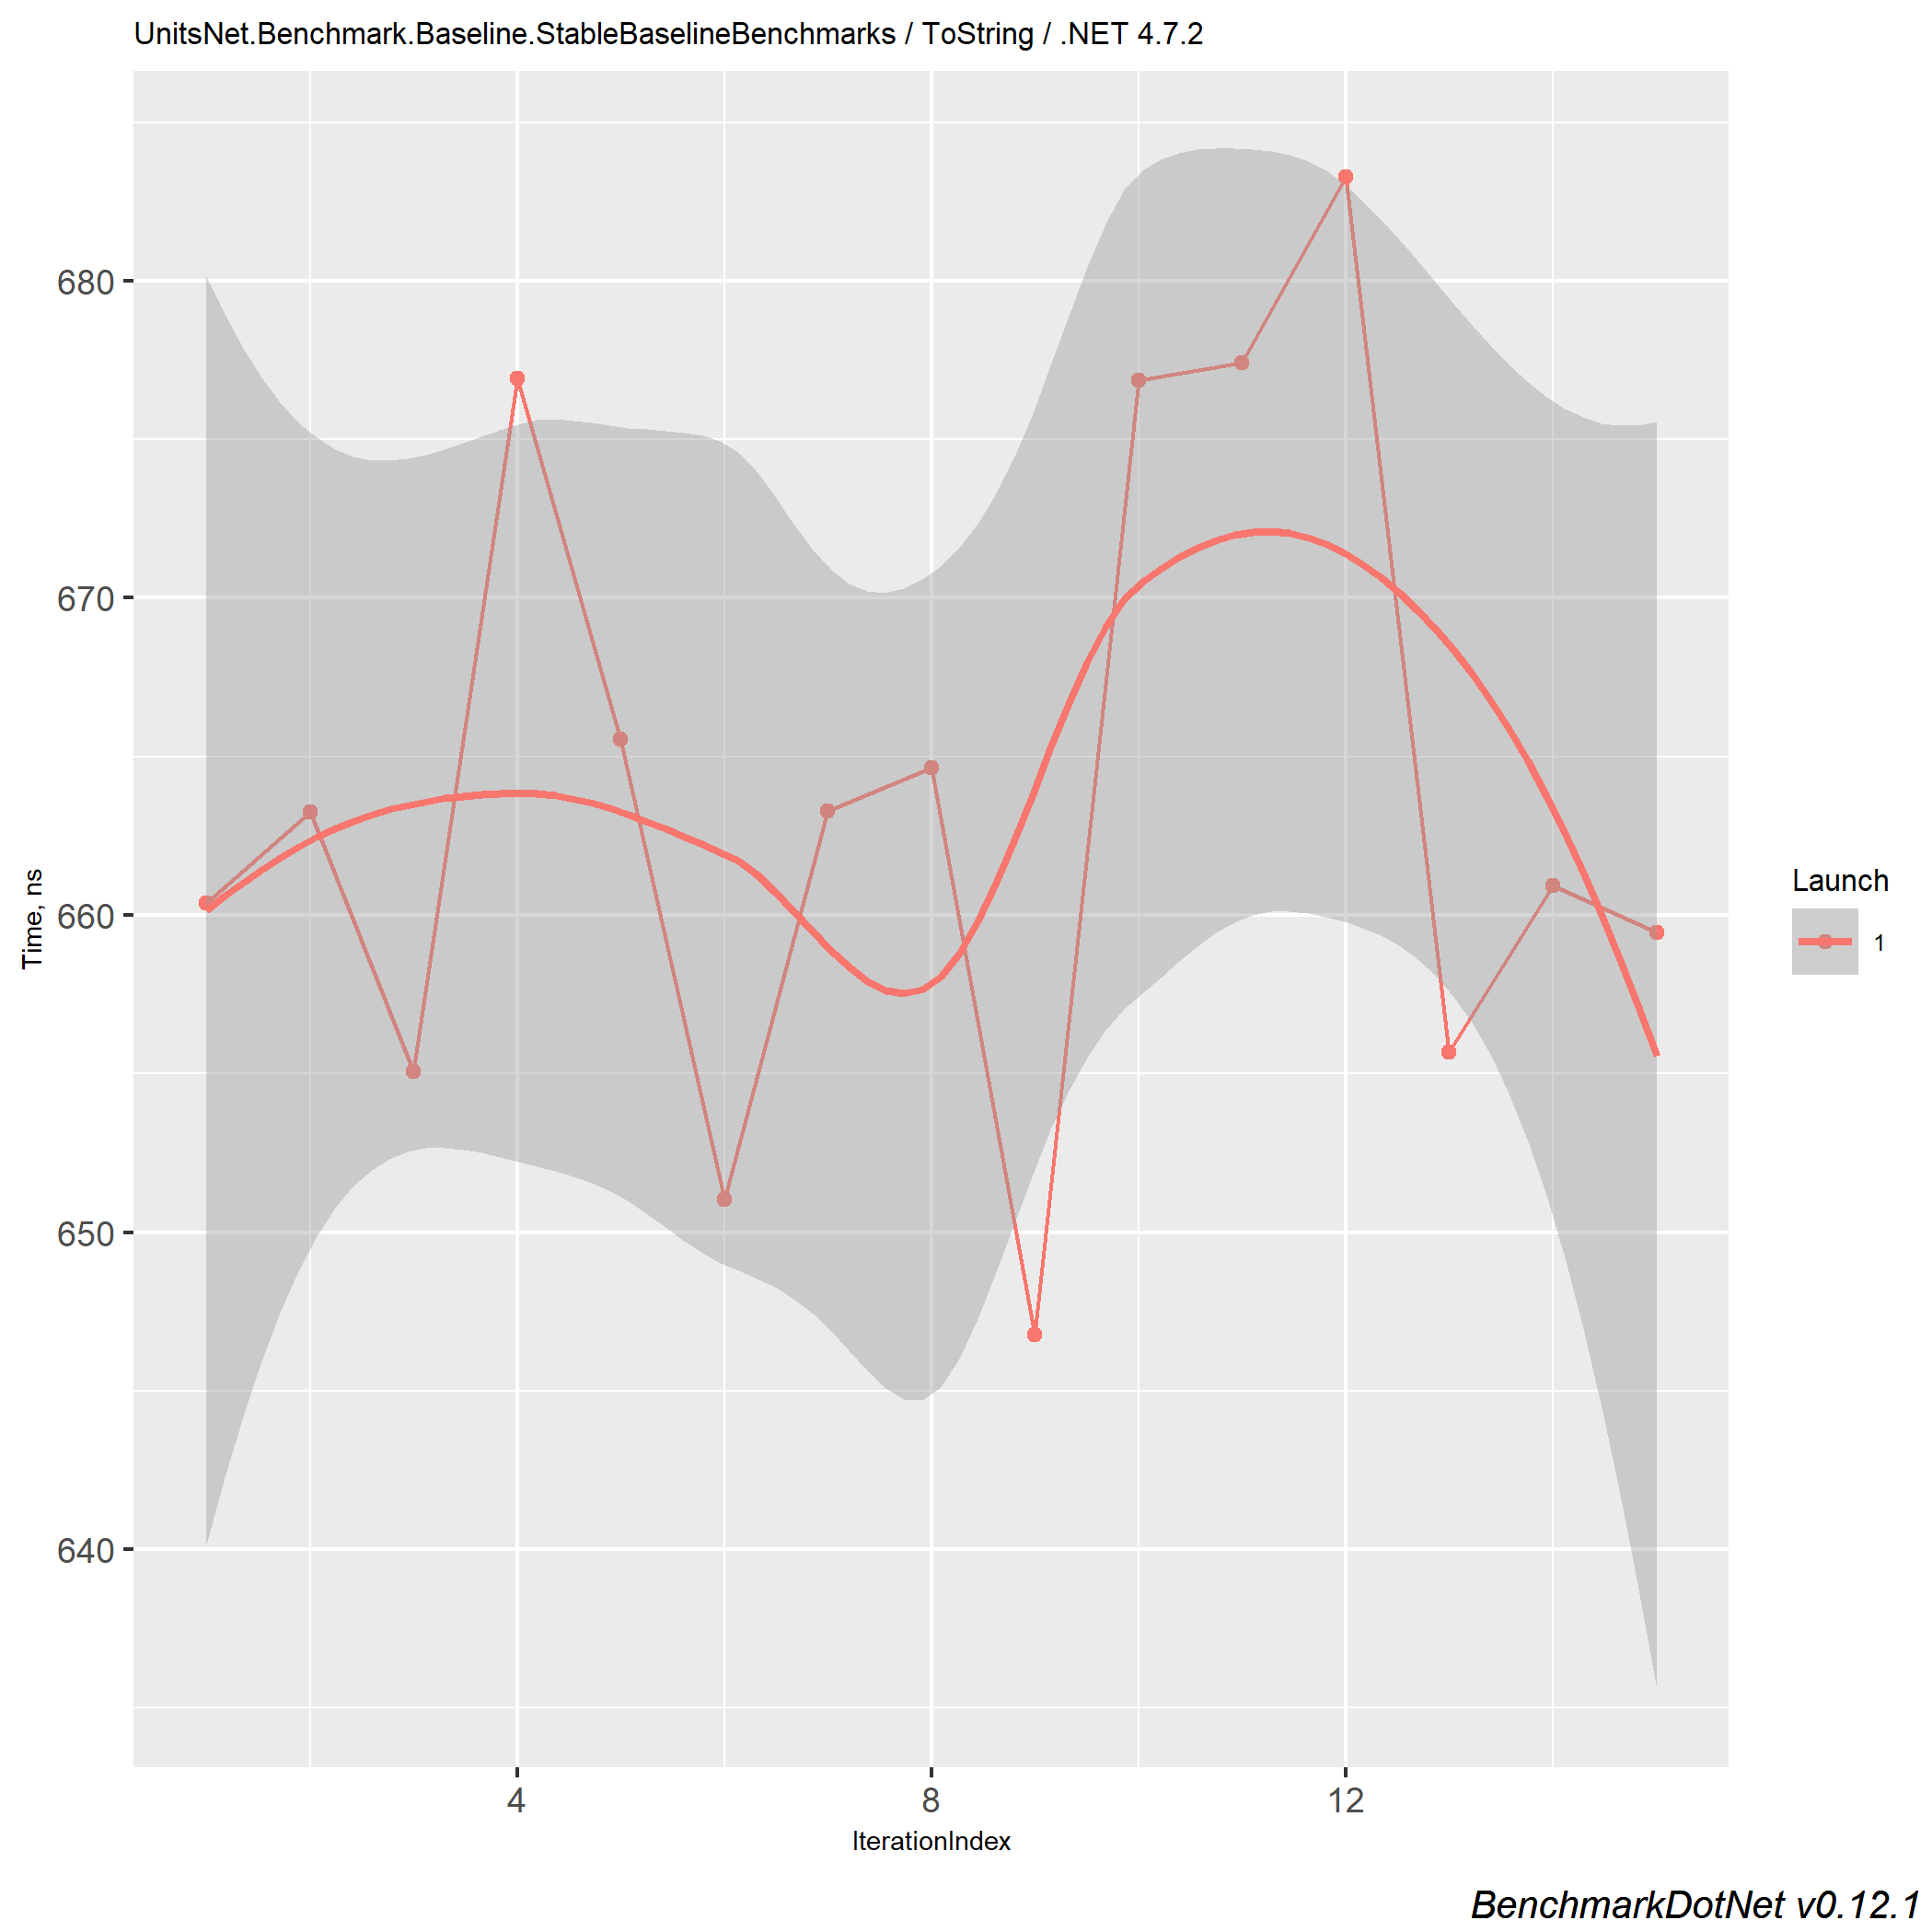 UnitsNet.Benchmark.Baseline.StableBaselineBenchmarks / ToString / .NET 4.7.2
680
670
660
650
640
Time, ns
4 8 12
IterationIndex
Launch
1
BenchmarkDotNet v0.12.1